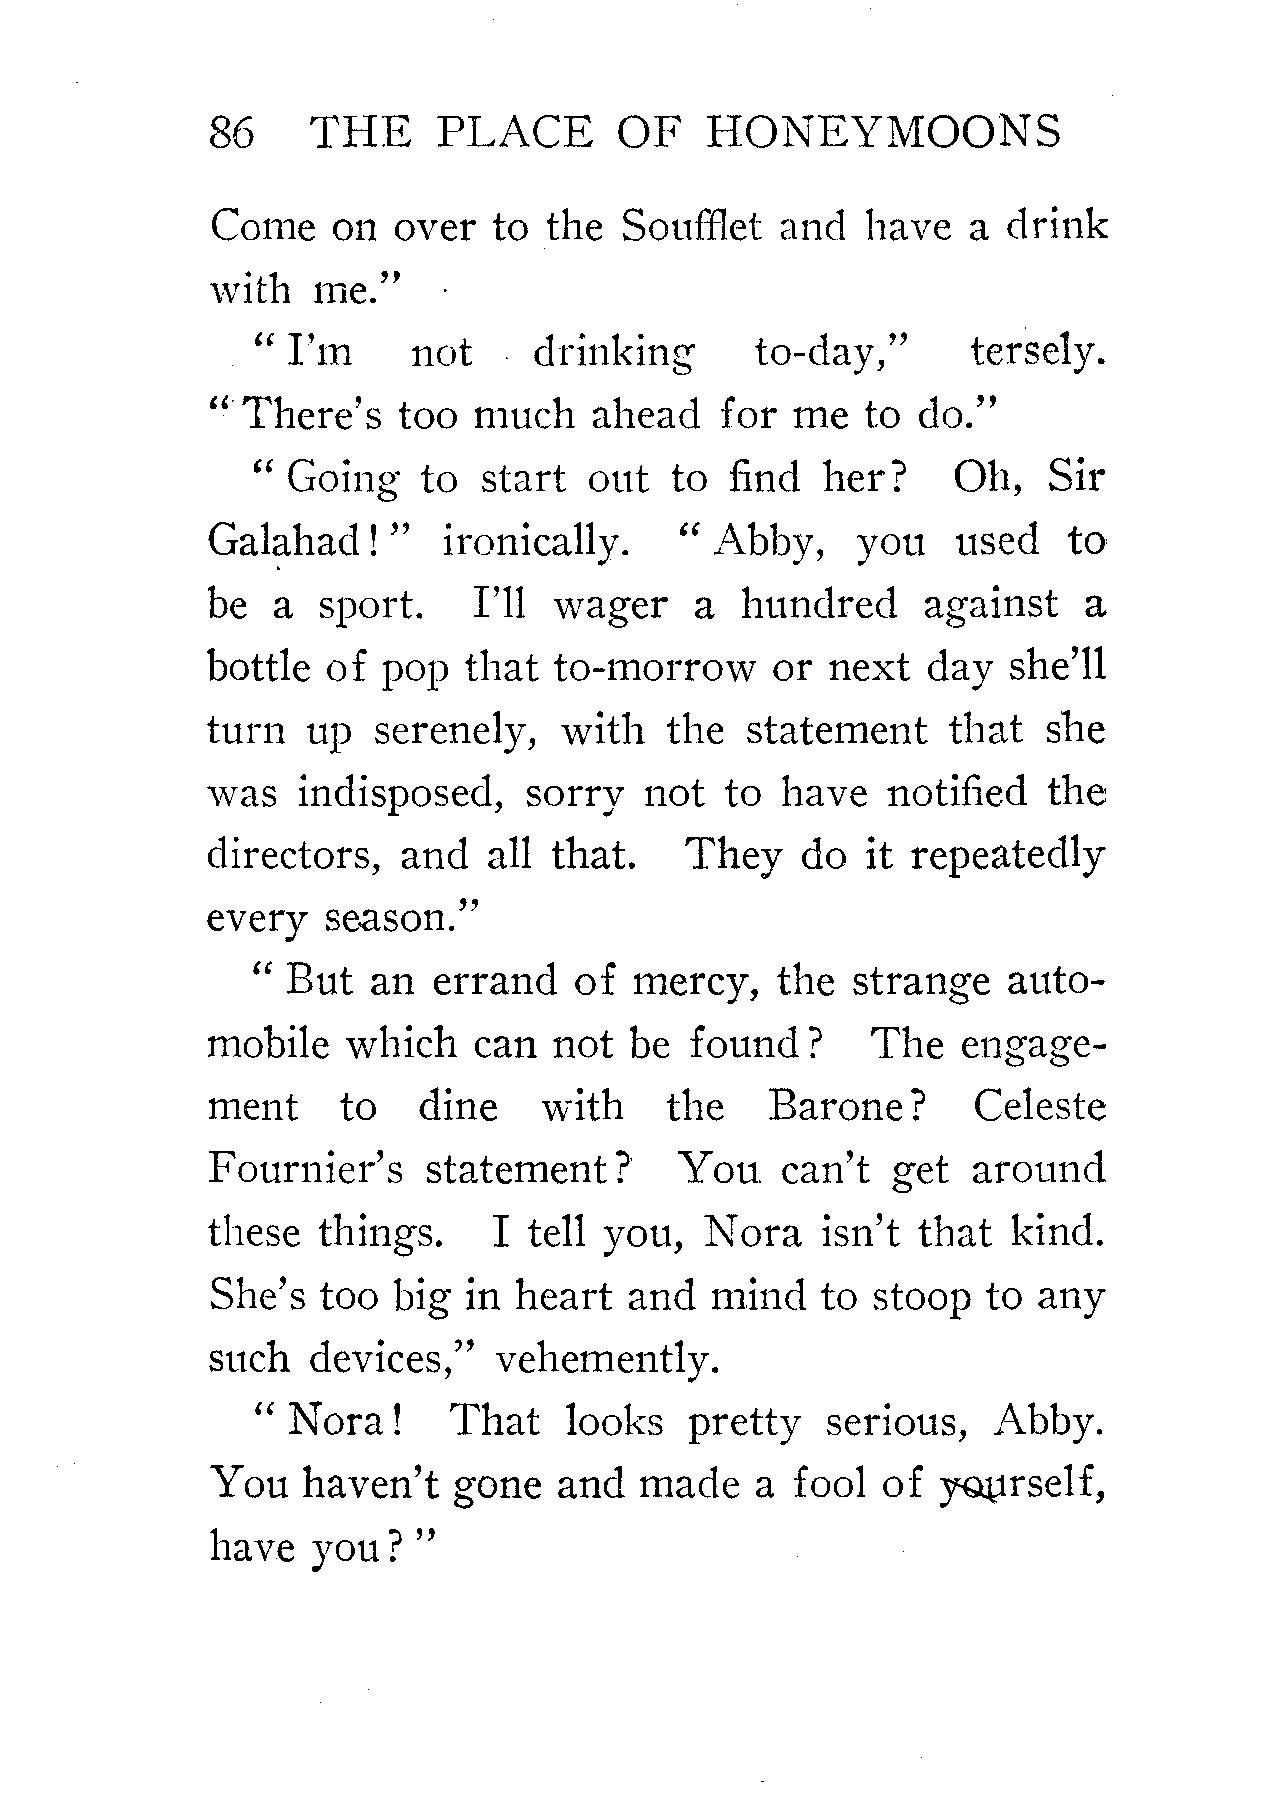 86 THE PLACE OF HONEYMOONS
Come on over to the Soufflet and have a drink
with me."
"I'm not drinking to-day," tersely.
"There's too much ahead for me to do."
"Going to start out to find her? Oh, Sir
Galahad!" ironically. "Abby, you used to
be a sport. I'll wager a hundred against a
bottle of pop that to-morrow or next day she'll
turn up serenely, with the statement that she
was indisposed, sorry not to have notified the
directors, and all that. They do it repeatedly
every season."
"But an errand of mercy, the strange auto-
mobile which can not be found? The engage-
ment to dine with the Barone? Celeste
Fournier's statement? You can't get around
these things. I tell you, Nora isn't that kind.
She's too big in heart and mind to stoop to any
such devices," vehemently.
"Nora! That looks pretty serious, Abby.
You haven't gone and made a fool of yourself,
have you?"